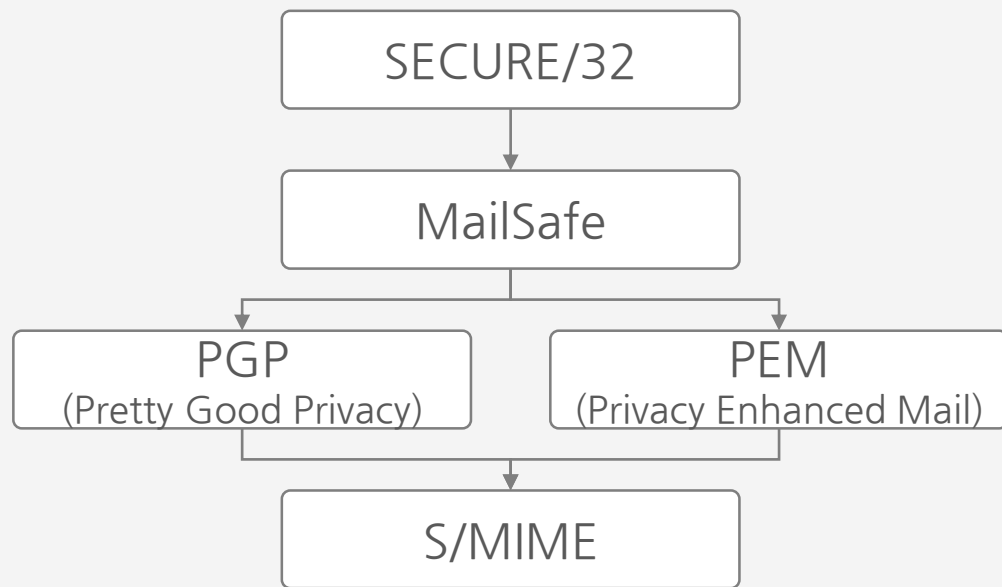 SECURE/32
MailSafe
PGP
(Pretty Good Privacy)
PEM
(Privacy Enhanced Mail)
S/MIME